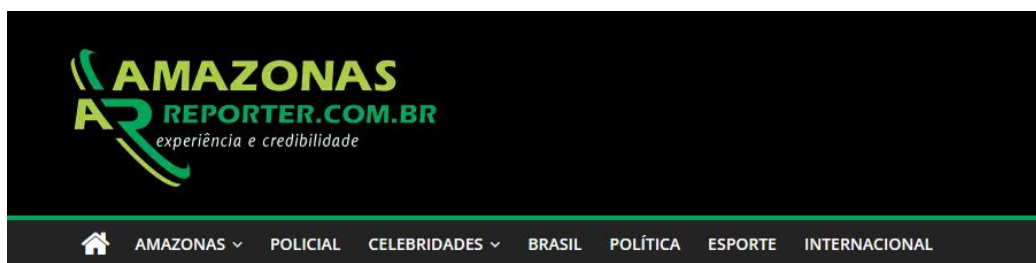 AMAZONAS
AR REPORTER.COM.BR
experiência e credibilidade
AMAZONAS POLICIAL CELEBRIDADES BRASIL POLÍTICA ESPORTE INTERNACIONAL